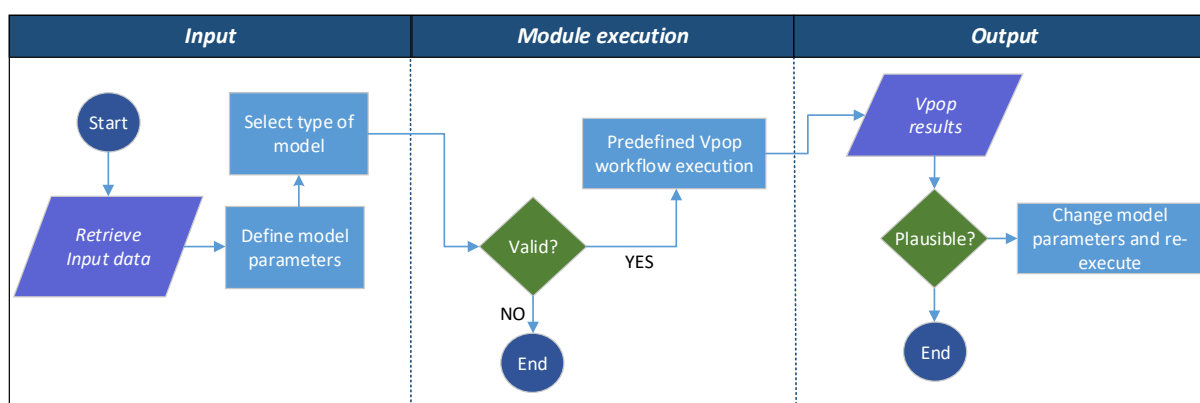 Input
Module execution
Output
Start
Retrieve
Input data
Define model
parameters
Select type of
model
Valid?
YES
NO
End
Predefined Vpop
workflow execution
Vpop
results
Plausible?
Change model
parameters and re-
execute
End